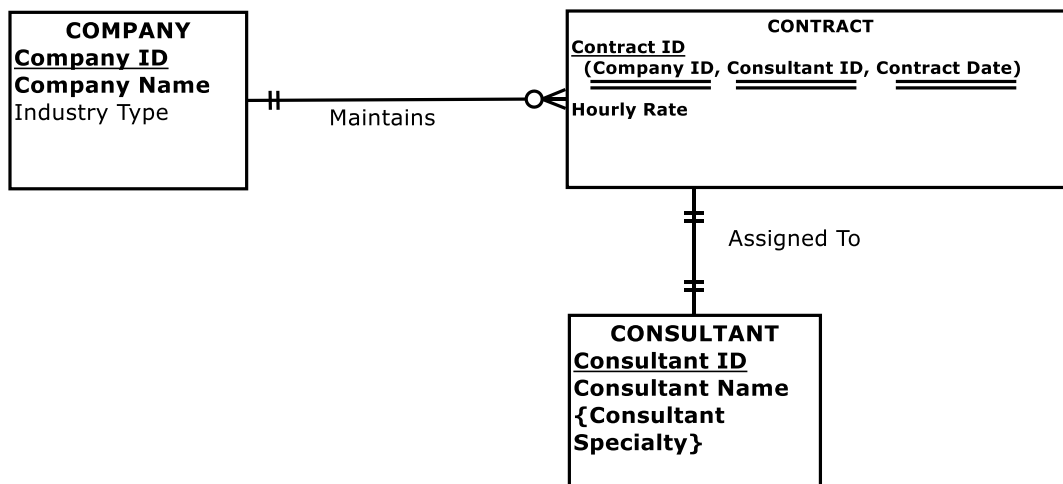 COMPANY
Company ID
Company Name
Industry Type
Maintains
CONTRACT
Contract ID
(Company ID, Consultant ID, Contract Date)
Hourly Rate
Assigned To
CONSULTANT
Consultant ID
Consultant Name
{Consultant
Specialty}